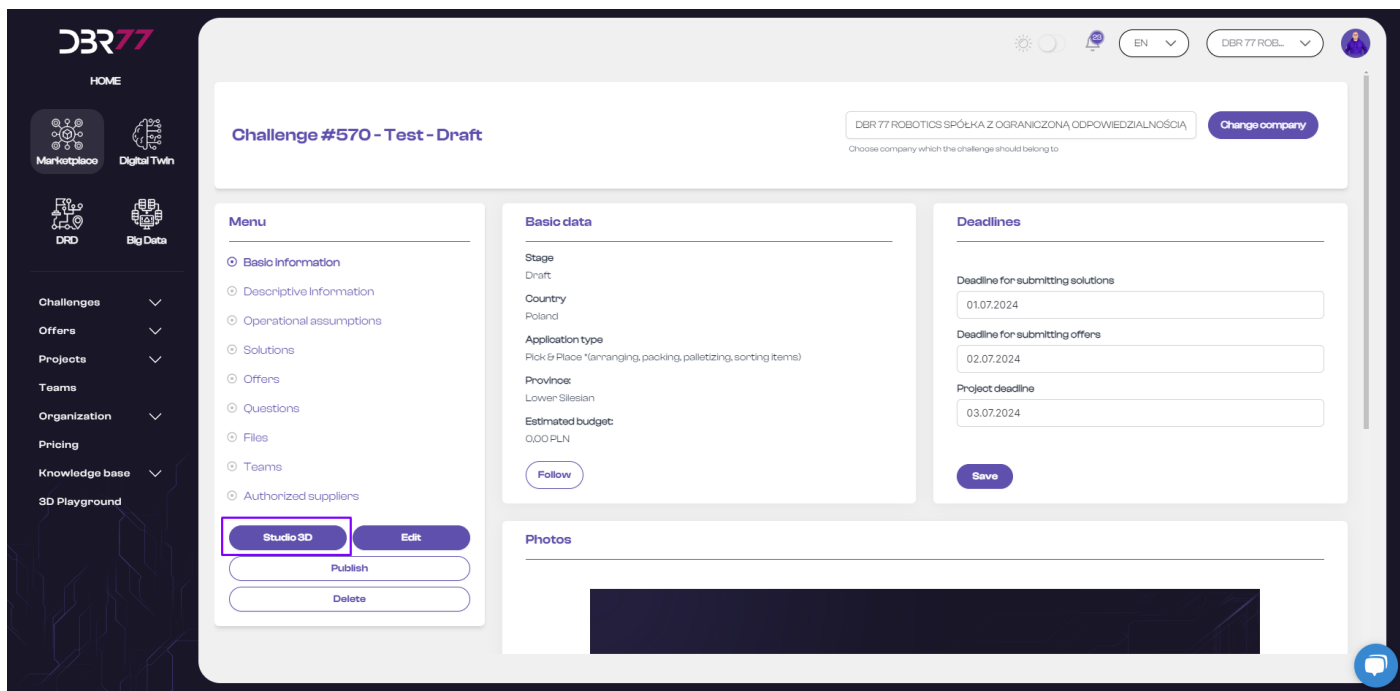 DBR77
HOME
Marketplace
Digital Twin
DRD
Big Data
Challenges
Offers
Projects
Teams
Organization
Pricing
Knowledge base
3D Playground
23
EN
DBR 77 ROB...
Challenge #570 - Test - Draft
DBR 77 ROBOTICS SPÓŁKA Z OGRANICZONĄ ODPOWIEDZIALNOŚCIĄ
Change company
Choose company which the challenge should belong to
Menu
Basic information
Descriptive Information
Operational assumptions
Solutions
Offers
Questions
Files
Teams
Authorized suppliers
Studio 3D
Edit
Publish
Delete
Basic data
Stage
Draft
Country
Poland
Application type
Pick & Place *(arranging, packing, palletizing, sorting items)
Province:
Lower Silesian
Estimated budget:
0,00 PLN
Follow
Deadlines
Deadline for submitting solutions
01.07.2024
Deadline for submitting offers
02.07.2024
Project deadline
03.07.2024
Save
Photos